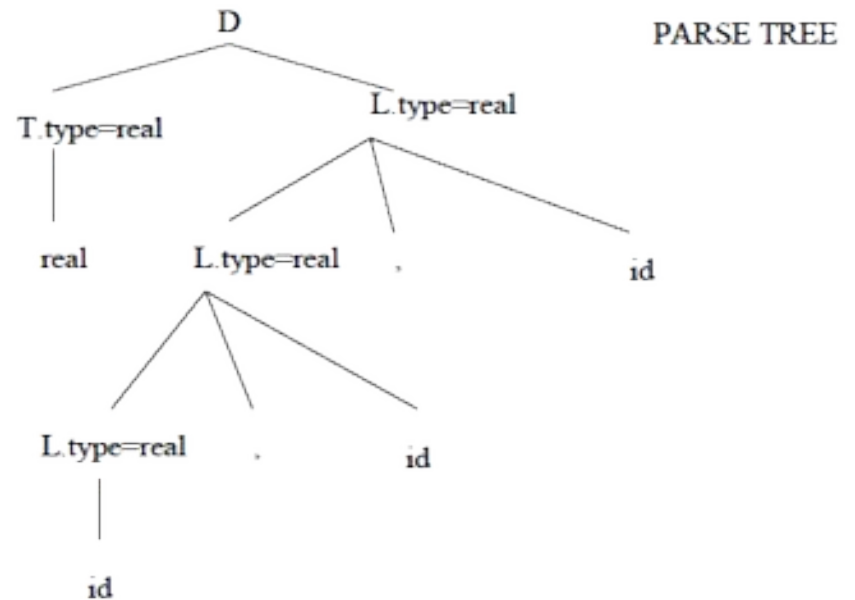 D
PARSE TREE
T.type=real
L.type=real
real
L.type=real
,
id
L.type=real
,
id
id